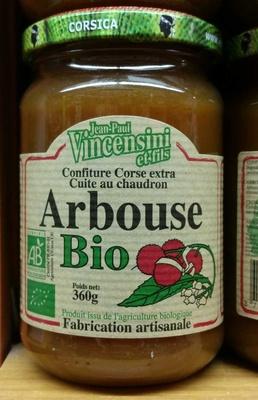 CORSICA
Jean-Paul
Vincensini
et fils
Confiture Corse extra
Cuite au chaudron
Arbouse
Bio
AB
Poids net:
360g
Produit issu de l'agriculture biologique
Fabrication artisanale